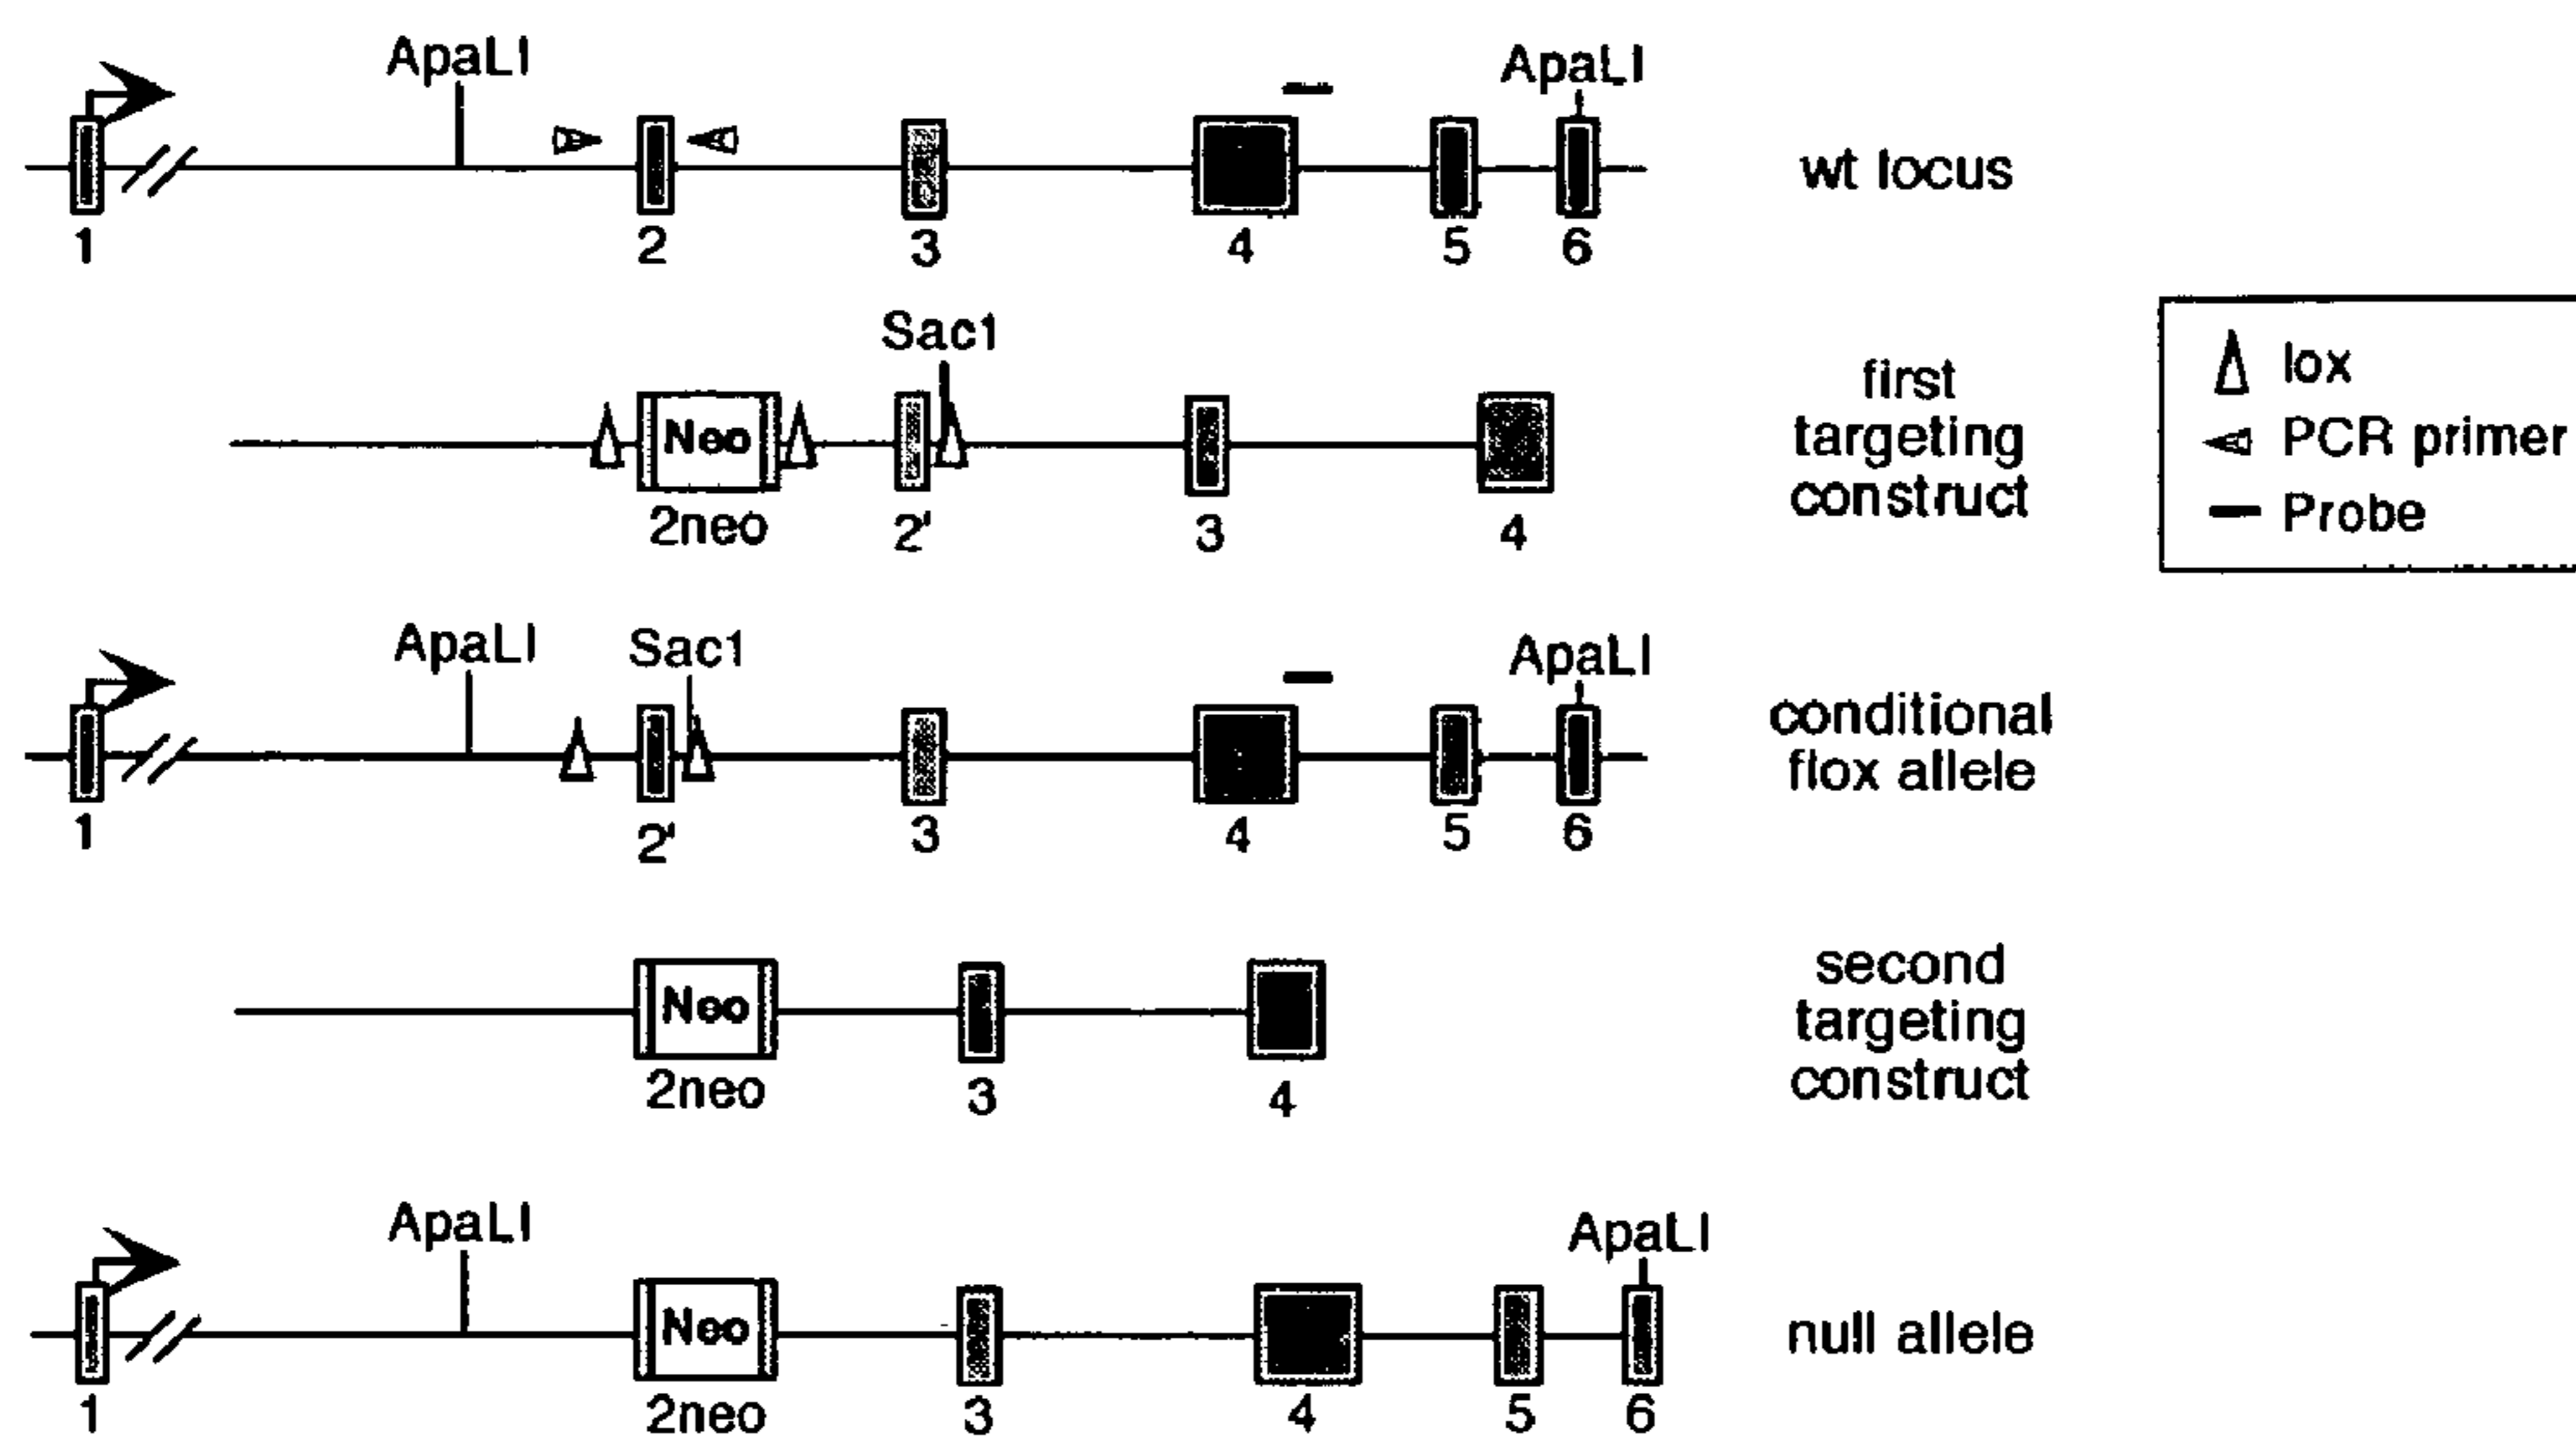 ApaLI ApaLI
wt locus
1 2 3 4 5 6
Sac1
Neo
2neo 2' 3 4
first
targeting
construct
lox
PCR primer
Probe
ApaLI Sac1 ApaLI
conditional
flox allele
1 2' 3 4 5 6
Neo
2neo 3 4
second
targeting
construct
ApaLI ApaLI
Neo
null allele
1 2neo 3 4 5 6